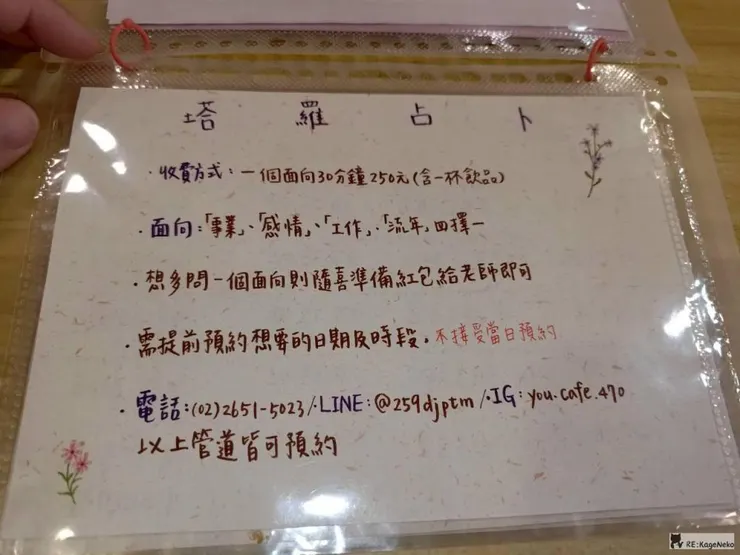 塔羅占卜
·收費方式：一個面向30分鐘250元(含一杯飲品)
·面向：「事業」、「感情」、「工作」、「流年」四擇一
·想多問一個面向則隨喜準備紅包給老師即可
·需提前預約想要的日期及時段。不接受當日預約
·電話：(02)2651-5023/·LINE：@259djptm/·IG：you.cafe.470
以上管道皆可預約
RE:KageNeko